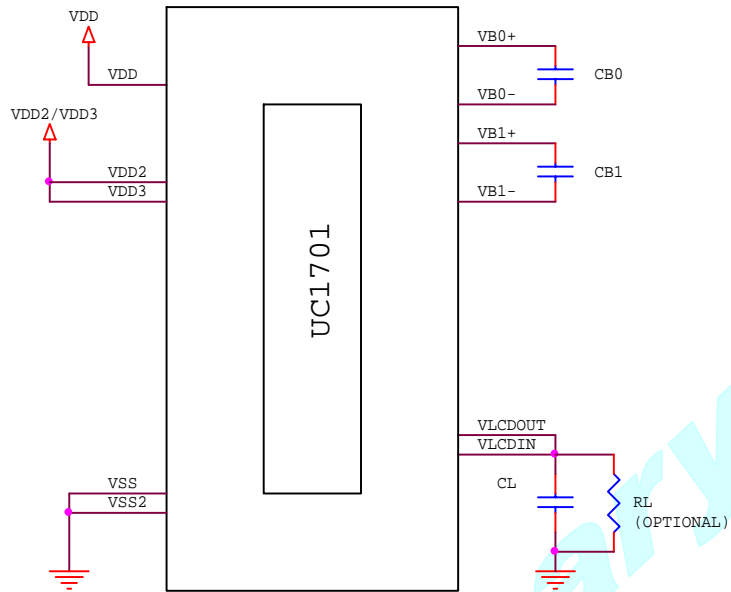 VDD
VDD
VDD2/VDD3
VDD2
VDD3
VSS
VSS2
UC1701
VB0+
VB0-
CB0
VB1+
VB1-
CB1
VLCDOUT
VLCDIN
CL
RL
(OPTIONAL)